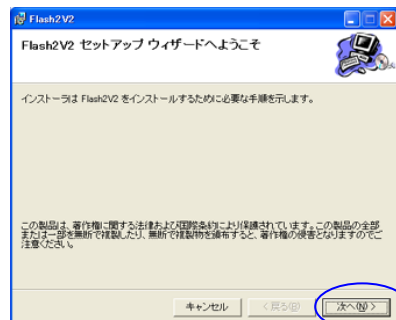 Flash2V2
Flash2V2 セットアップ ウィザードへようこそ
インストーラは Flash2V2 をインストールするために必要な手順を示します。
この製品は、著作権に関する法律および国際条約により保護されています。この製品の全部
または一部を無断で複製したり、無断で複製物を頒布すると、著作権の侵害となりますのでご
注意ください。
キャンセル
< 戻る(B)
次へ(N) >